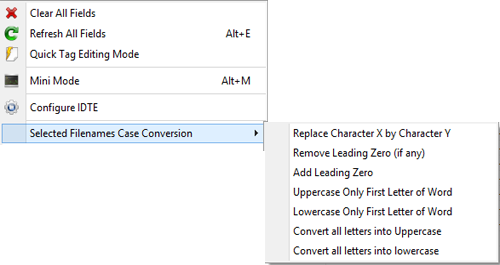 Clear All Fields
Refresh All Fields Alt+E
Quick Tag Editing Mode
Mini Mode Alt+M
Configure IDTE
Selected Filenames Case Conversion
Replace Character X by Character Y
Remove Leading Zero (if any)
Add Leading Zero
Uppercase Only First Letter of Word
Lowercase Only First Letter of Word
Convert all letters into Uppercase
Convert all letters into lowercase